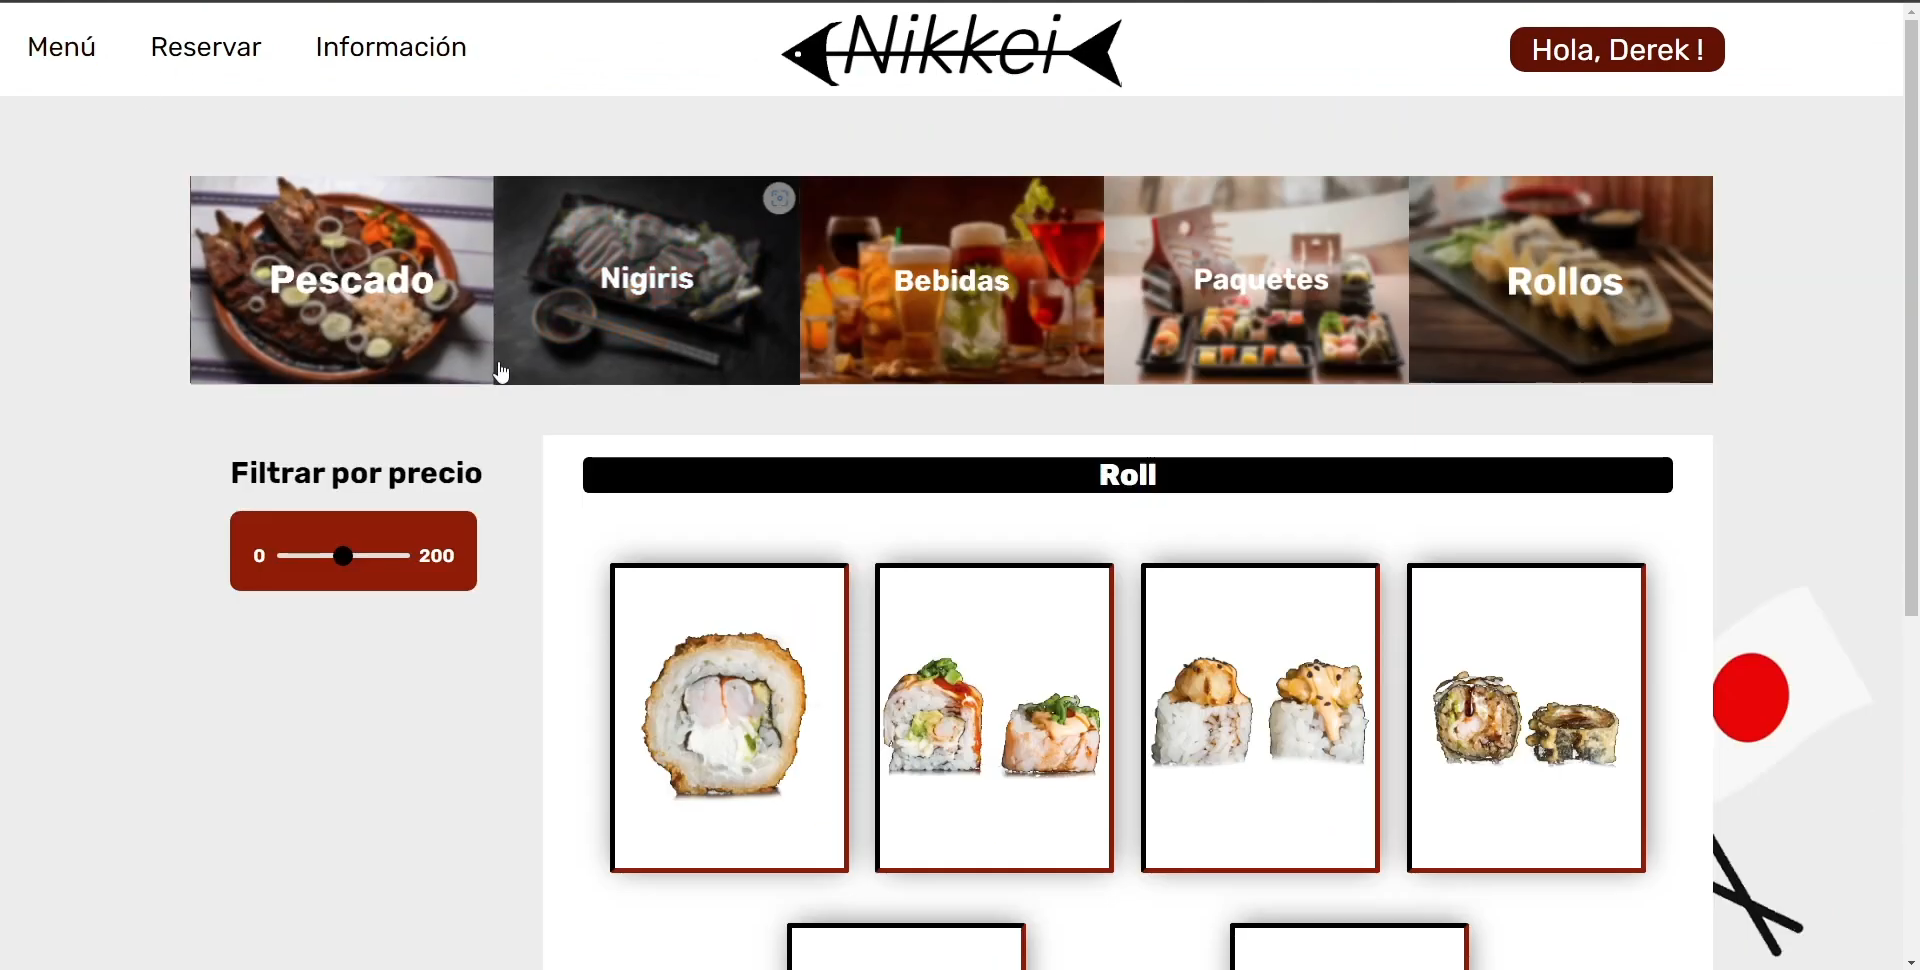 Menú
Reservar
Información
Nikkei
Hola, Derek !
Pescado
Nigiris
Bebidas
Paquetes
Rollos
Filtrar por precio
0
200
Roll